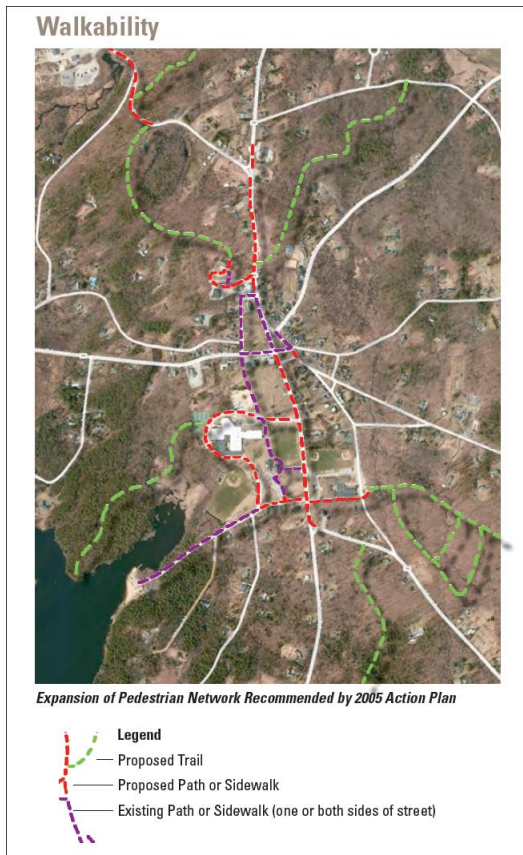 Walkability
Expansion of Pedestrian Network Recommended by 2005 Action Plan
Legend
Proposed Trail
Proposed Path or Sidewalk
Existing Path or Sidewalk (one or both sides of street)